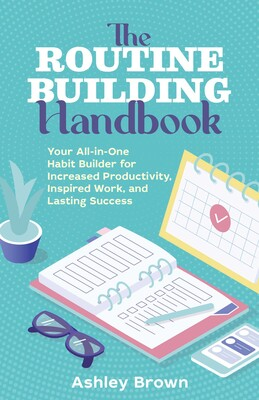 The
ROUTINE
BUILDING
Handbook
Your All-in-One
Habit Builder for
Increased Productivity,
Inspired Work, and
Lasting Success
Ashley Brown